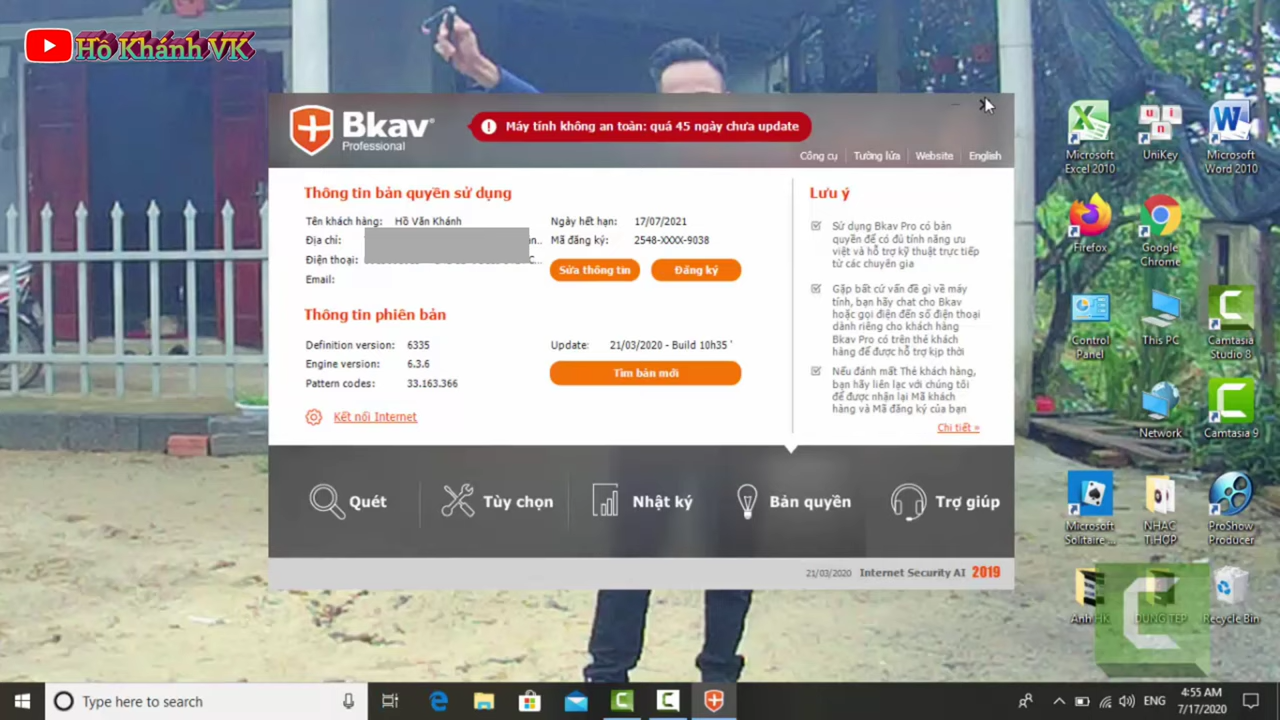 Hồ Khánh VK
Bkav
Professional
Máy tính không an toàn: quá 45 ngày chưa update
Công cụ
Tường lửa
Website
English
Thông tin bản quyền sử dụng
Tên khách hàng: Hồ Văn Khánh
Địa chỉ:
Điện thoại:
Email:
Ngày hết hạn: 17/07/2021
Mã đăng ký: 2548-XXXX-9038
Sửa thông tin
Đăng ký
Thông tin phiên bản
Definition version: 6335
Engine version: 6.3.6
Pattern codes: 33.163.366
Update: 21/03/2020 - Build 10h35 '
Tìm bản mới
Kết nối Internet
Lưu ý
Sử dụng Bkav Pro có bản
quyền để có đủ tính năng ưu
việt và hỗ trợ kỹ thuật trực tiếp
từ các chuyên gia
Gặp bất cứ vấn đề gì về máy
tính, bạn hãy chat cho Bkav
hoặc gọi điện đến số điện thoại
dành riêng cho khách hàng
Bkav Pro có trên thẻ khách
hàng để được hỗ trợ kịp thời
Nếu đánh mất Thẻ khách hàng,
bạn hãy liên lạc với chúng tôi
để được nhận lại Mã khách
hàng và Mã đăng ký của bạn
Chi tiết »
Quét
Tùy chọn
Nhật ký
Bản quyền
Trợ giúp
21/03/2020 Internet Security AI 2019
Microsoft
Excel 2010
UniKey
Microsoft
Word 2010
Firefox
Google
Chrome
Control
Panel
This PC
Camtasia
Studio 8
Network
Camtasia 9
Microsoft
Solitaire ...
NHAC
T.HOP
ProShow
Producer
Anh HK
DUNG TEP
Recycle Bin
Type here to search
ENG
4:55 AM
7/17/2020